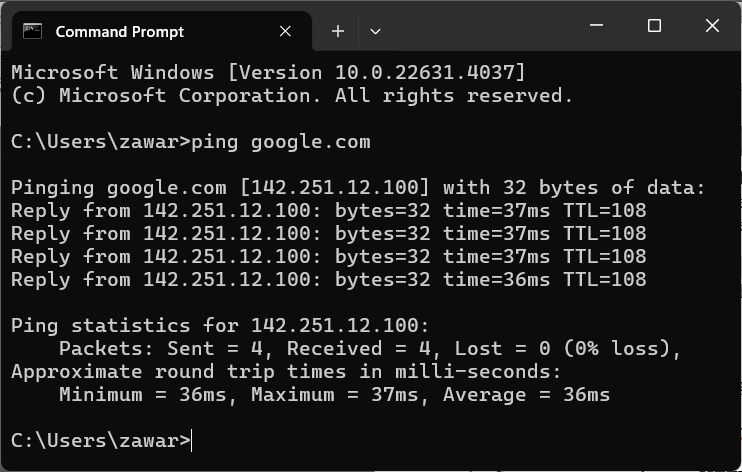 Command Prompt
Microsoft Windows [Version 10.0.22631.4037]
(c) Microsoft Corporation. All rights reserved.
C:\Users\zawar>ping google.com
Pinging google.com [142.251.12.100] with 32 bytes of data:
Reply from 142.251.12.100: bytes=32 time=37ms TTL=108
Reply from 142.251.12.100: bytes=32 time=37ms TTL=108
Reply from 142.251.12.100: bytes=32 time=37ms TTL=108
Reply from 142.251.12.100: bytes=32 time=36ms TTL=108
Ping statistics for 142.251.12.100:
    Packets: Sent = 4, Received = 4, Lost = 0 (0% loss),
Approximate round trip times in milli-seconds:
    Minimum = 36ms, Maximum = 37ms, Average = 36ms
C:\Users\zawar>